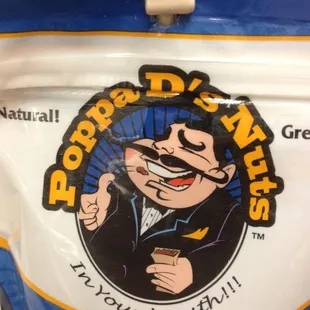 Poppa D's Nuts
Natural!
Gre
TM
In Your